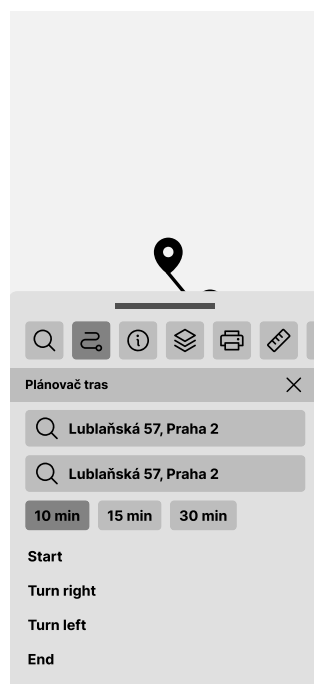 Plánovač tras
Lublaňská 57, Praha 2
Lublaňská 57, Praha 2
10 min 15 min 30 min
Start
Turn right
Turn left
End